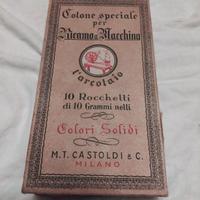 Cotone speciale
per
Ricamo a Macchina
l'arcolaio
10 Rocchetti
di 10 Grammi netti
Colori Solidi
M.T. CASTOLDI & C.
MILANO